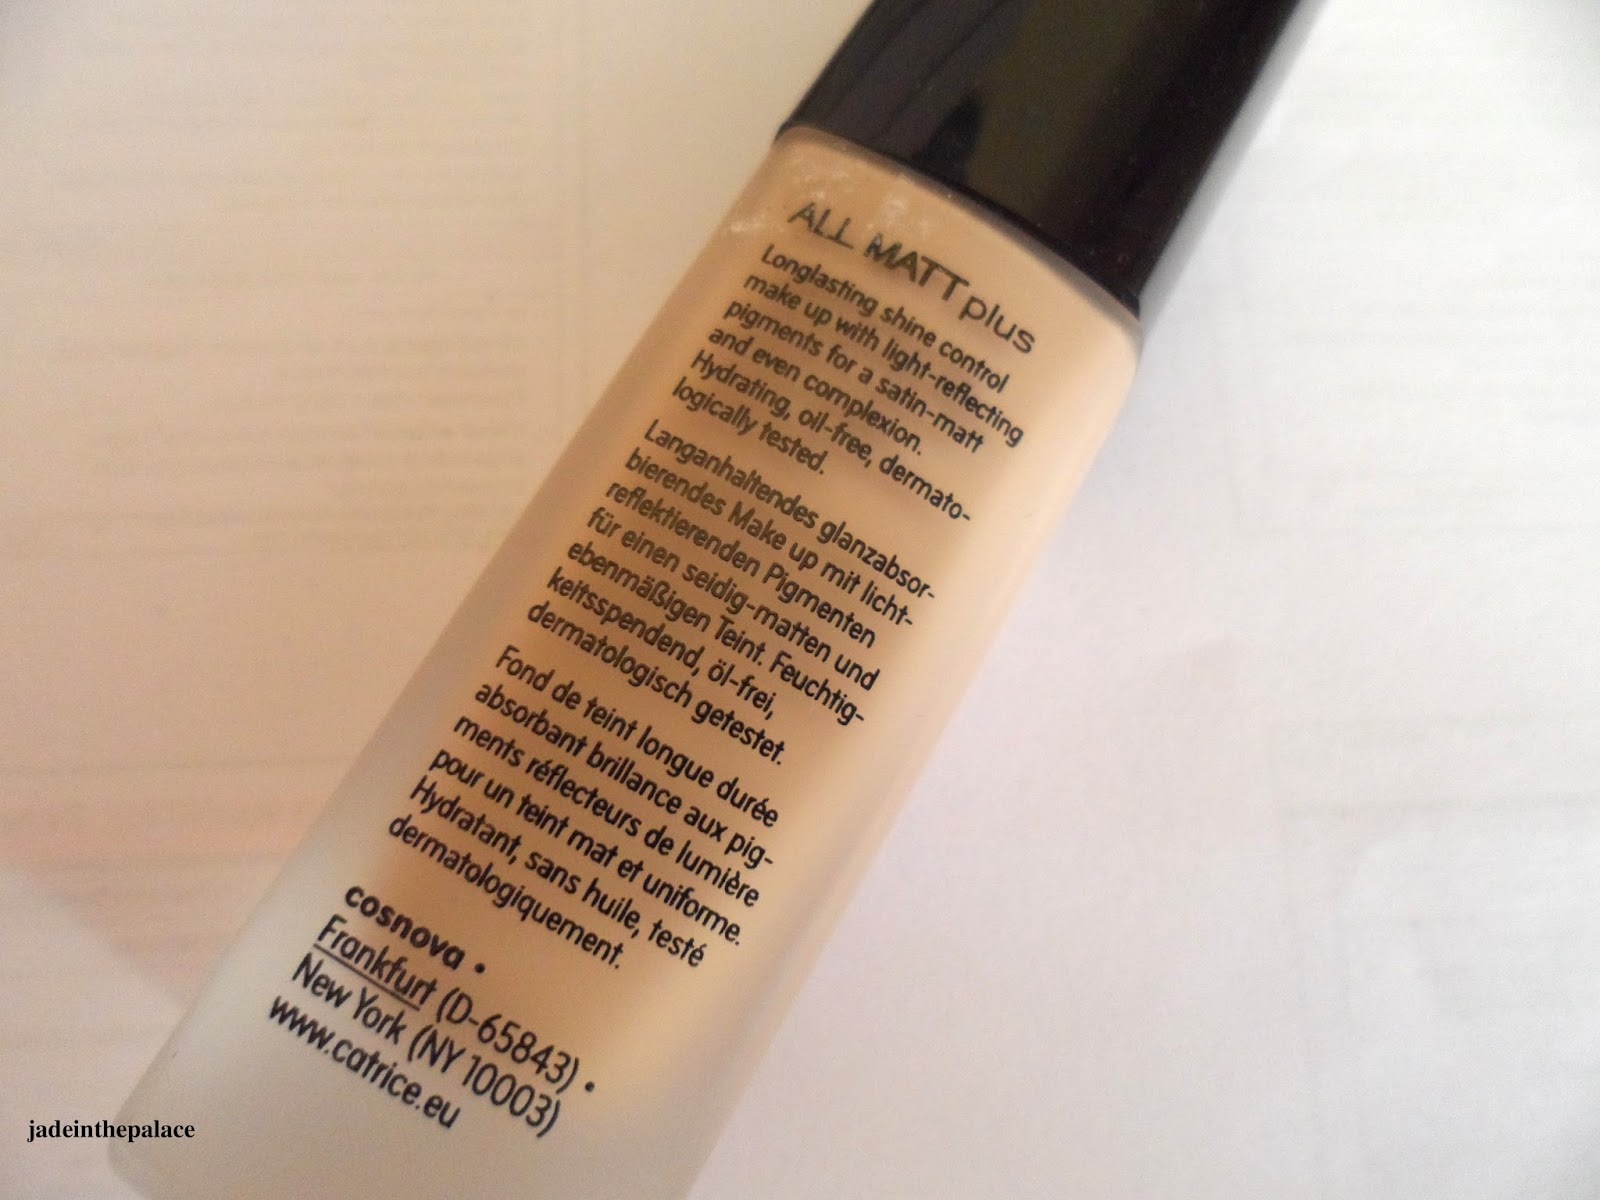 ALL MATT plus
Longlasting shine control
make up with light-reflecting
pigments for a satin-matt
and even complexion.
Hydrating, oil-free, dermato-
logically tested.
Langanhaltendes glanzabsor-
bierendes Make up mit licht-
reflektierenden Pigmenten
für einen seidig-matten und
ebenmäßigen Teint. Feuchtig-
keitsspendend, öl-frei,
dermatologisch getestet.
Fond de teint longue durée
absorbant brillance aux pig-
ments réflecteurs de lumière
pour un teint mat et uniforme.
Hydratant, sans huile, testé
dermatologiquement.
cosnova •
Frankfurt (D-65843) •
New York (NY 10003)
www.catrice.eu
jadeinthepalace